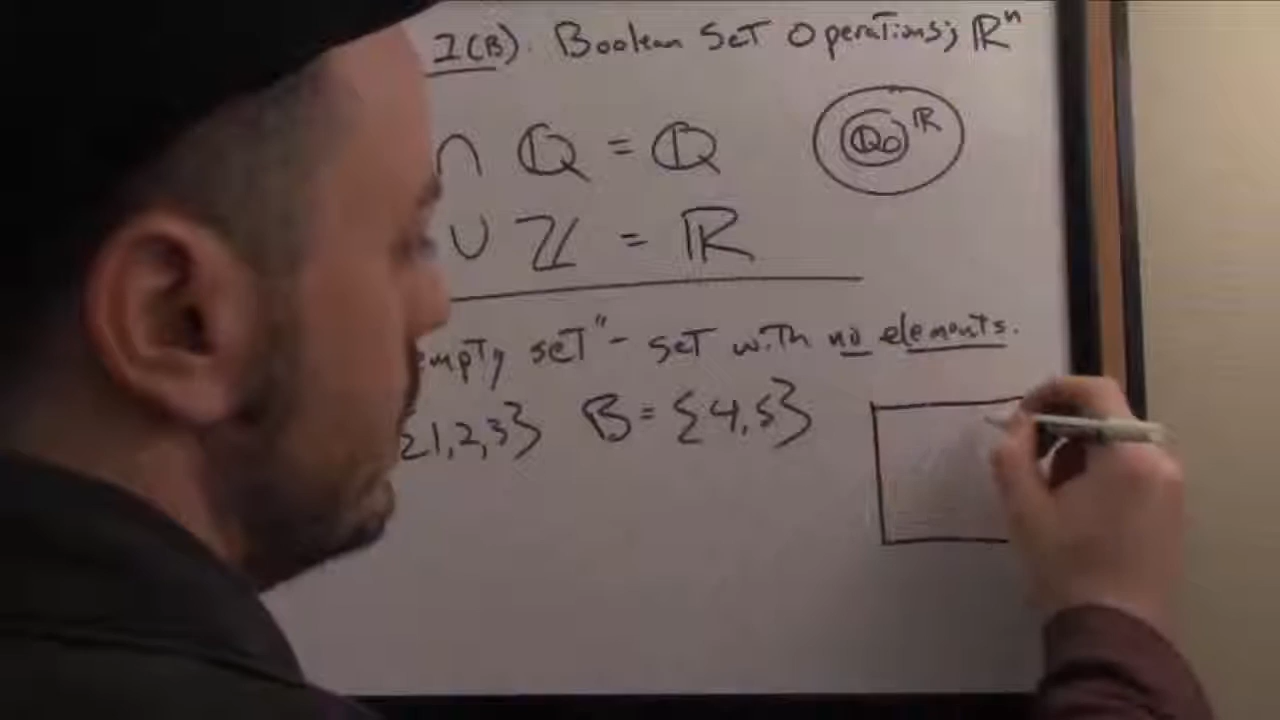 I(B). Boolean Set Operations; ℝⁿ
∩ ℚ = ℚ
ℚ ℝ
∪ ℤ = ℝ
empty set" - set with no elements.
{1,2,3} B = {4,5}